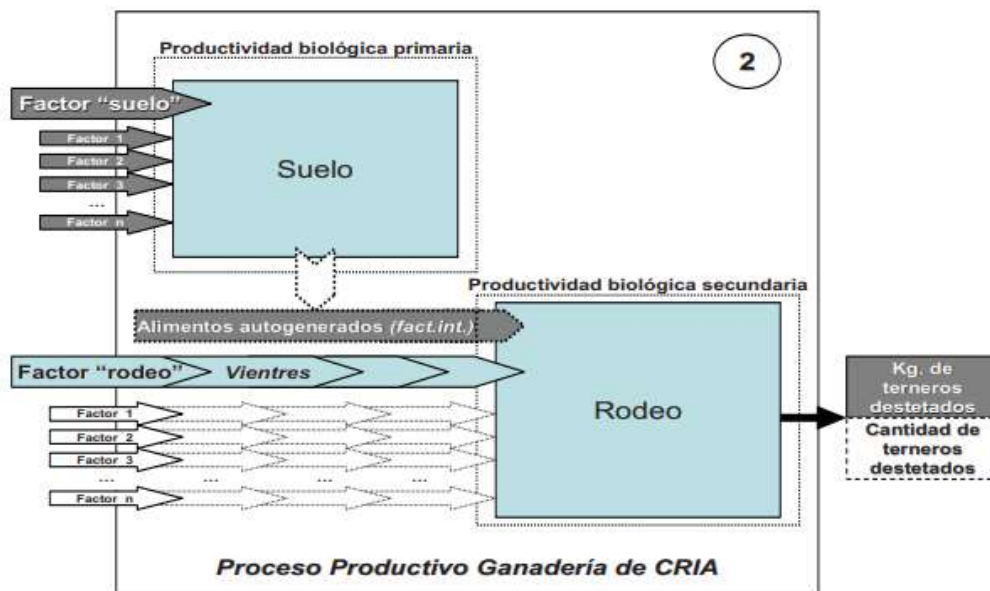 Productividad biológica primaria
2
Factor “suelo”
Factor 1
Factor 2
Factor 3
...
Factor n
Suelo
Productividad biológica secundaria
Alimentos autogenerados (fact.int.)
Factor “rodeo” Vientres
Factor 1
Factor 2
Factor 3
... ... ... ...
Factor n
Rodeo
Kg. de
terneros
destetados
Cantidad de
terneros
destetados
Proceso Productivo Ganadería de CRIA